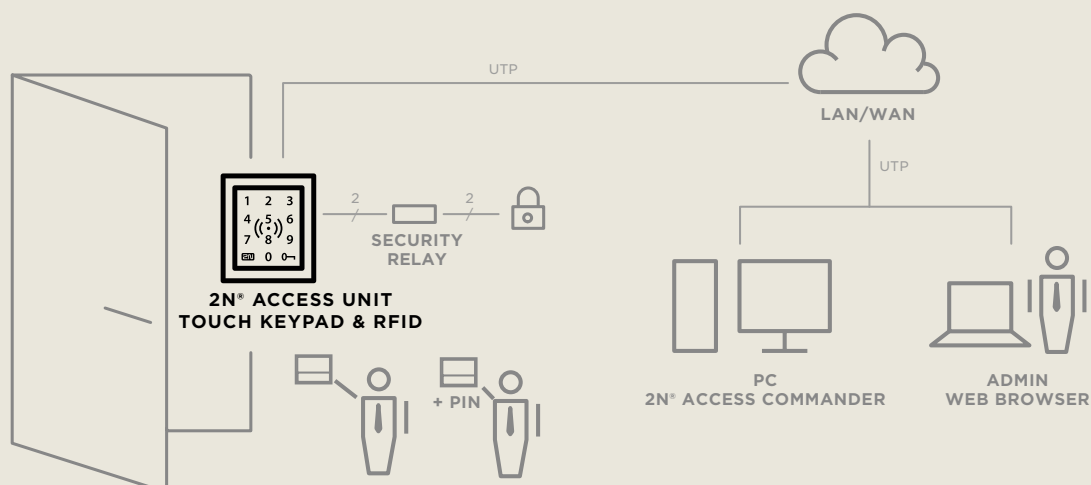 UTP
LAN/WAN
UTP
1 2 3
4 5 6
7 8 9
2N 0
2
2
SECURITY
RELAY
2N® ACCESS UNIT
TOUCH KEYPAD & RFID
+ PIN
PC
2N® ACCESS COMMANDER
ADMIN
WEB BROWSER